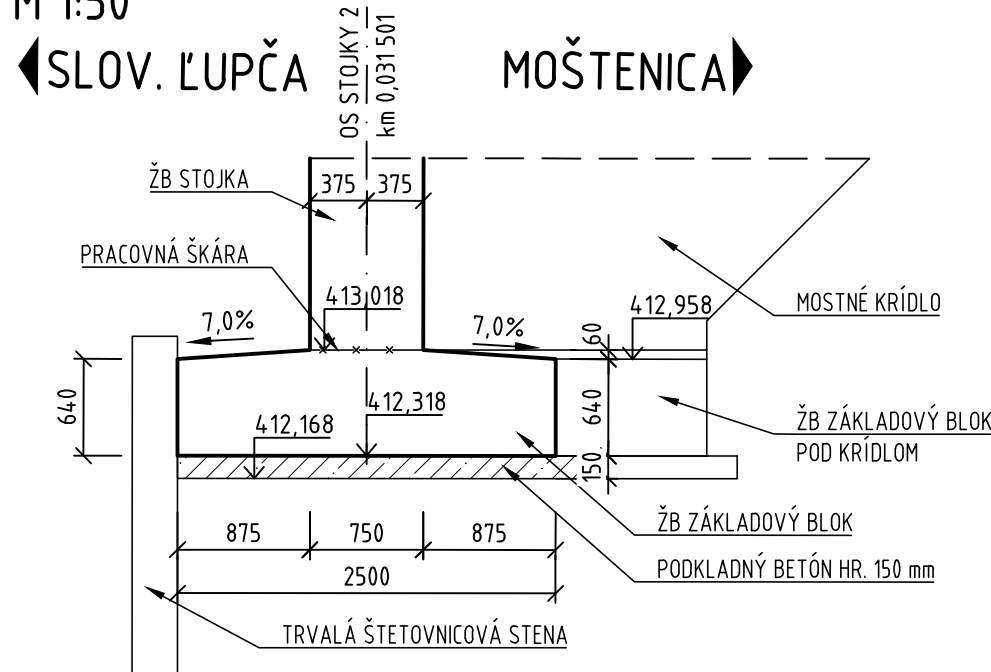 M 1:50
SLOV. ĽUPČA
MOŠTENICA
OS STOJKY 2
km 0,031 501
ŽB STOJKA
375
375
PRACOVNÁ ŠKÁRA
413,018
7,0%
7,0%
60
412,958
MOSTNÉ KRÍDLO
640
412,318
412,168
640
150
ŽB ZÁKLADOVÝ BLOK
POD KRÍDLOM
875
750
875
ŽB ZÁKLADOVÝ BLOK
2500
PODKLADNÝ BETÓN HR. 150 mm
TRVALÁ ŠTETOVNICOVÁ STENA